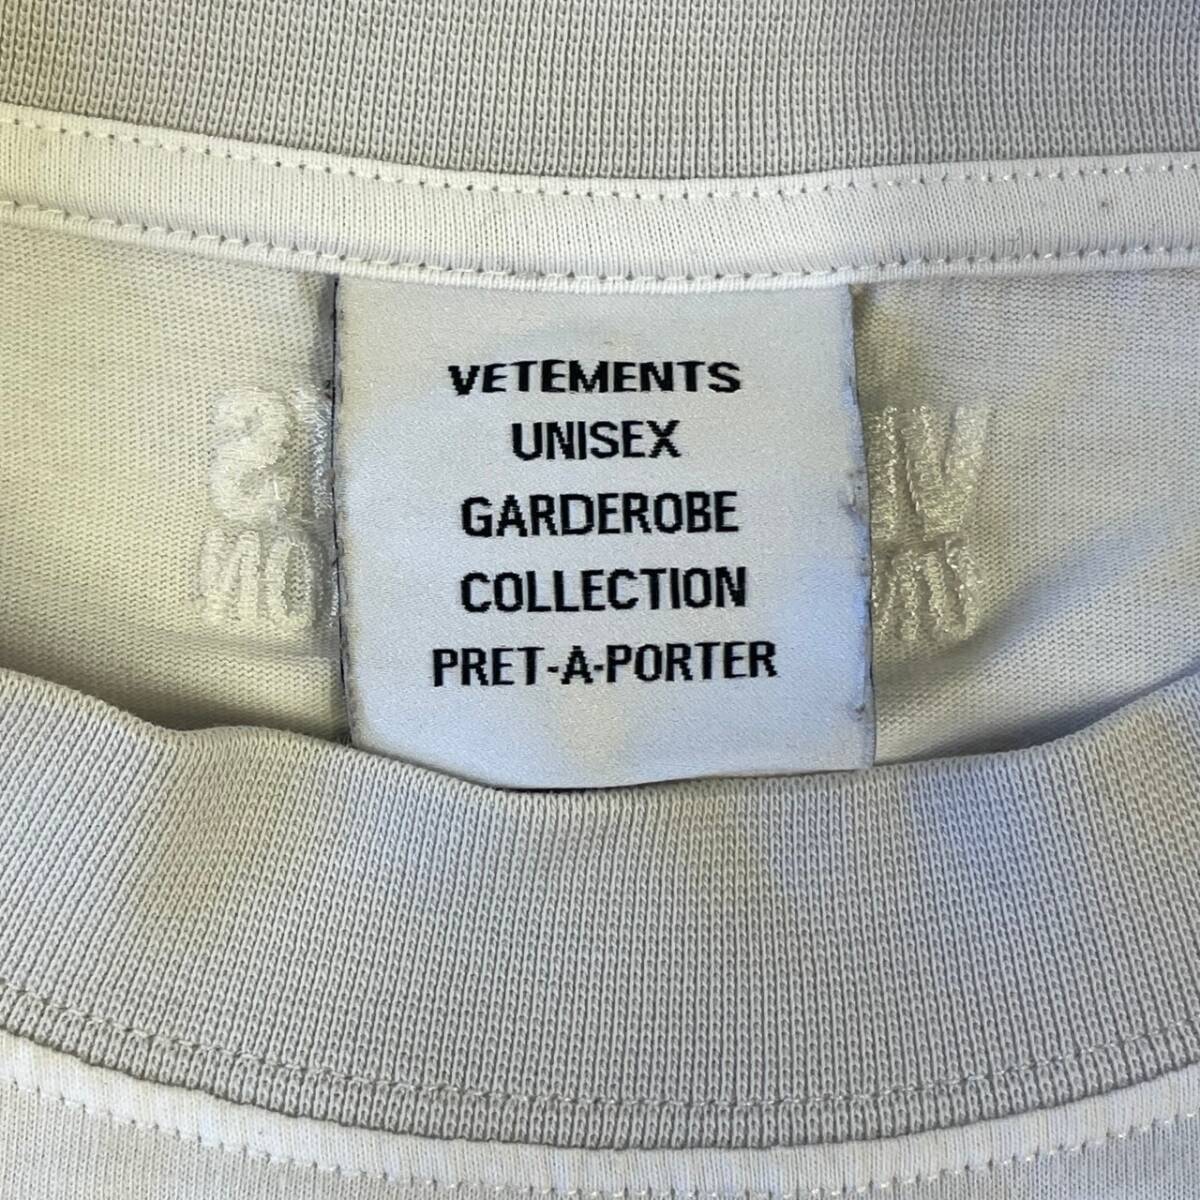 VETEMENTS
UNISEX
GARDEROBE
COLLECTION
PRET-A-PORTER